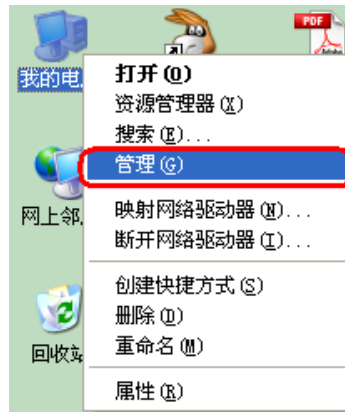 PDF
Adobe
我的电
打开(O)
资源管理器(X)
搜索(E)...
管理(G)
网上邻
映射网络驱动器(N)...
断开网络驱动器(I)...
创建快捷方式(S)
删除(D)
回收站
重命名(M)
属性(R)